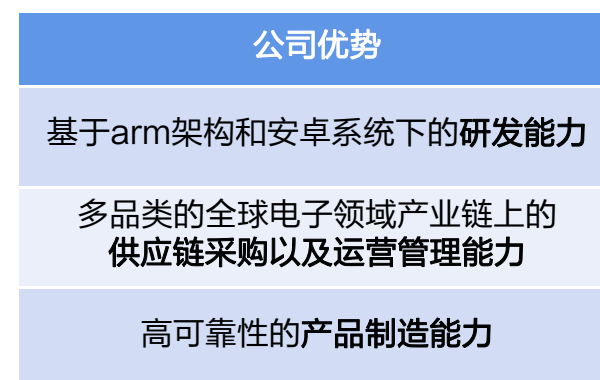 公司优势
基于arm架构和安卓系统下的研发能力
多品类的全球电子领域产业链上的
供应链采购以及运营管理能力
高可靠性的产品制造能力